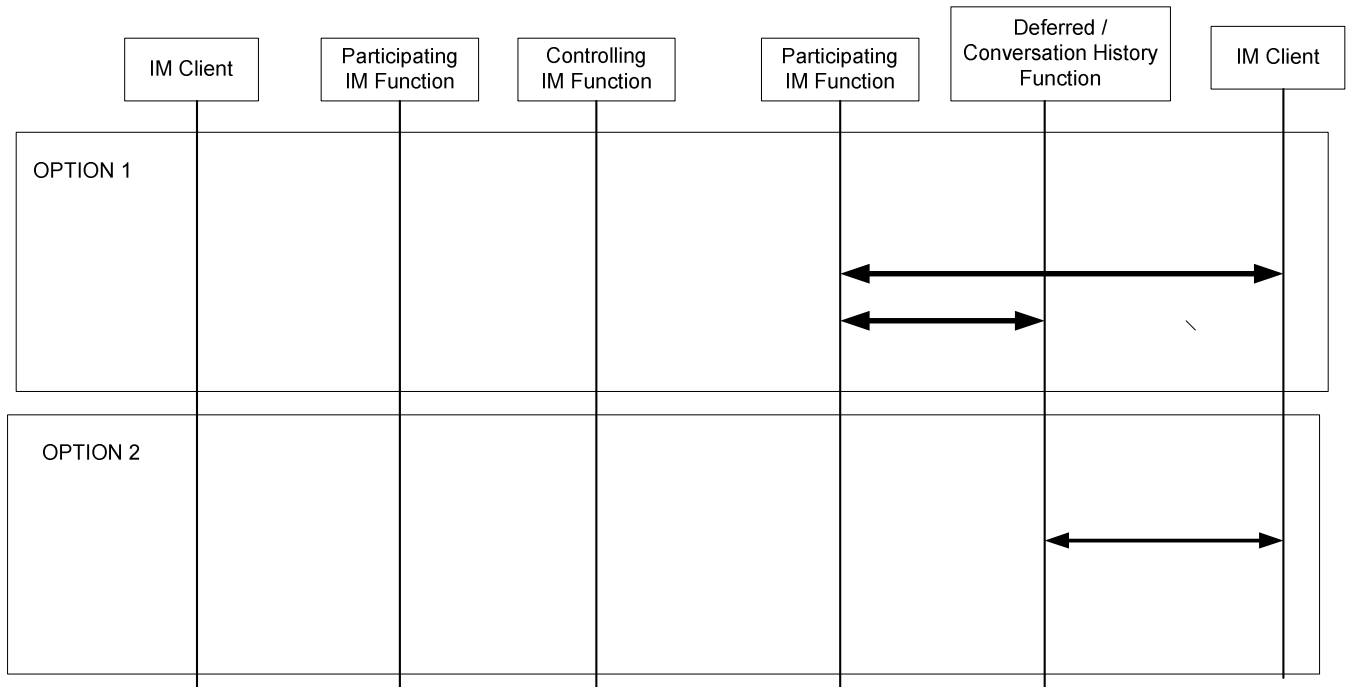 IM Client
Participating
IM Function
Controlling
IM Function
Participating
IM Function
Deferred /
Conversation History
Function
IM Client
OPTION 1
OPTION 2